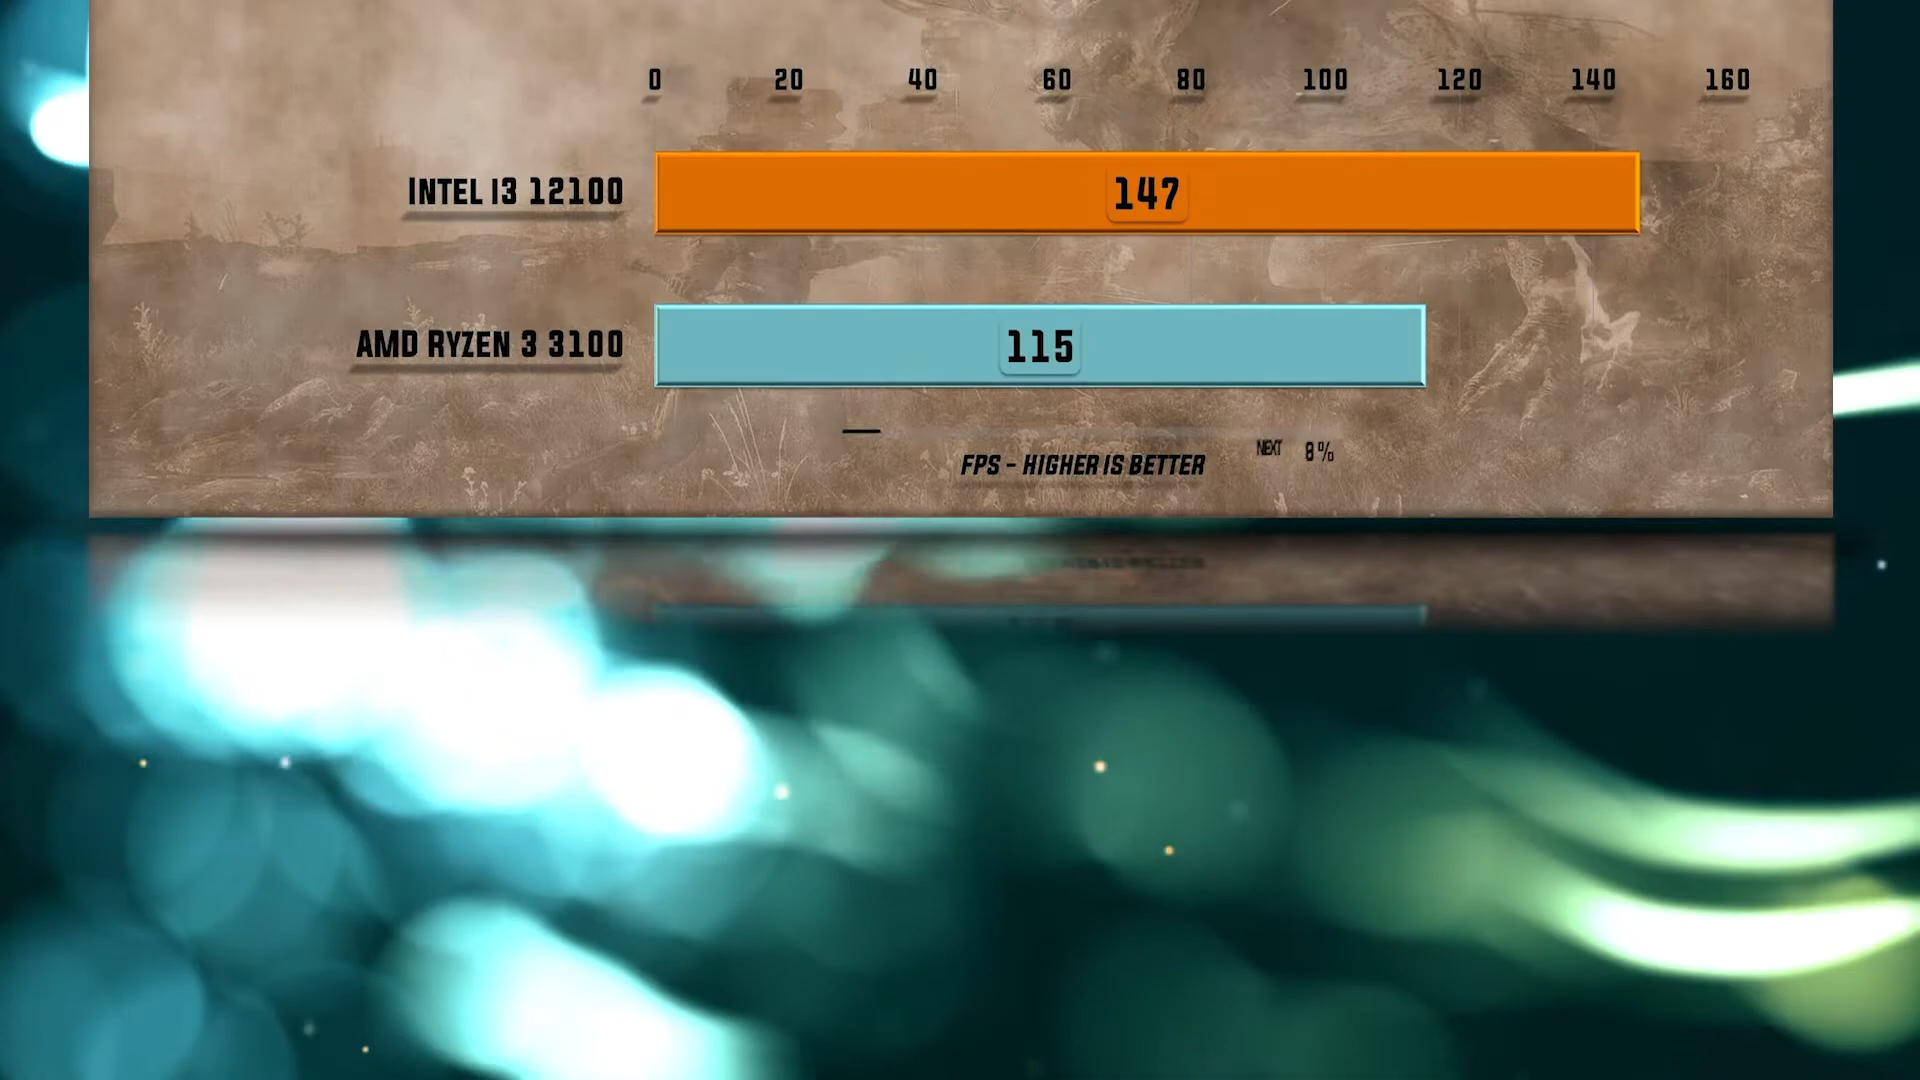 0 20 40 60 80 100 120 140 160
INTEL I3 12100 147
AMD RYZEN 3 3100 115
FPS - HIGHER IS BETTER NEXT 8%